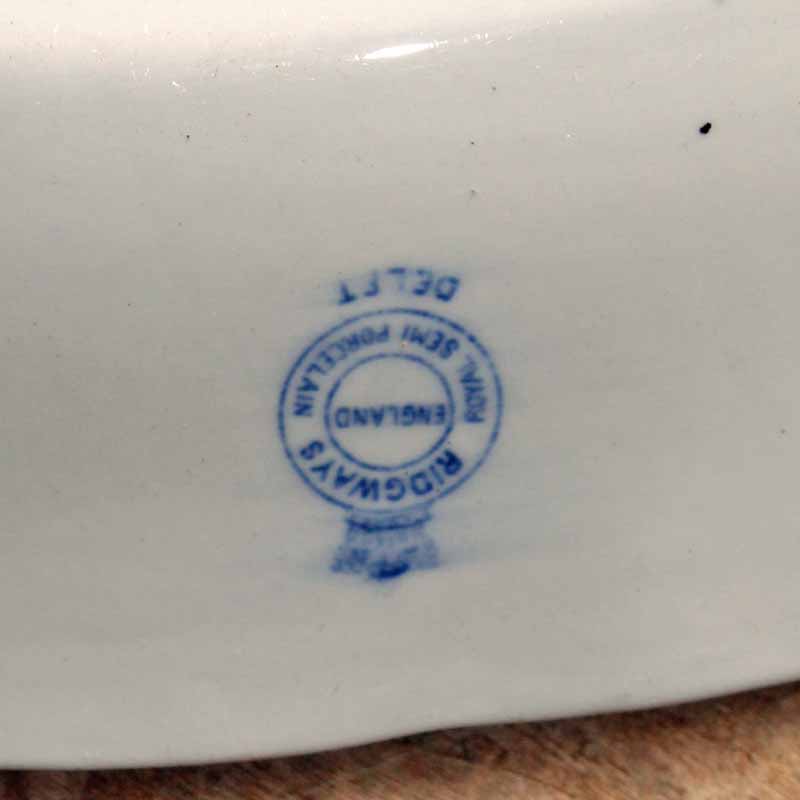 RIDGWAYS
ROYAL SEMI PORCELAIN
ENGLAND
DELFT